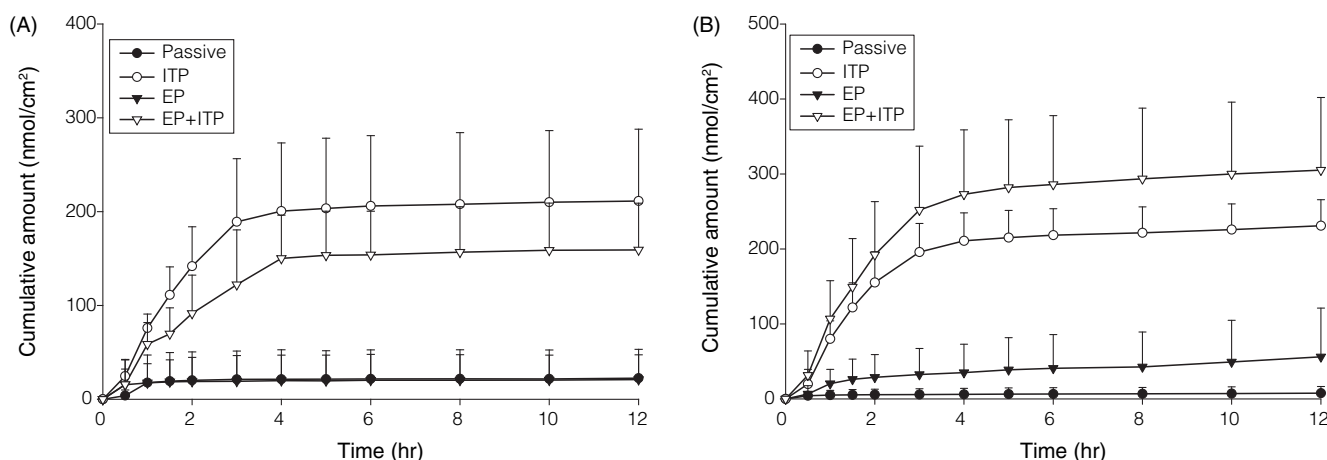 (A)
400
300
200
100
0
Cumulative amount (nmol/cm²)
Passive
ITP
EP
EP+ITP
0 2 4 6 8 10 12
Time (hr)
(B)
500
400
300
200
100
0
Cumulative amount (nmol/cm²)
Passive
ITP
EP
EP+ITP
0 2 4 6 8 10 12
Time (hr)